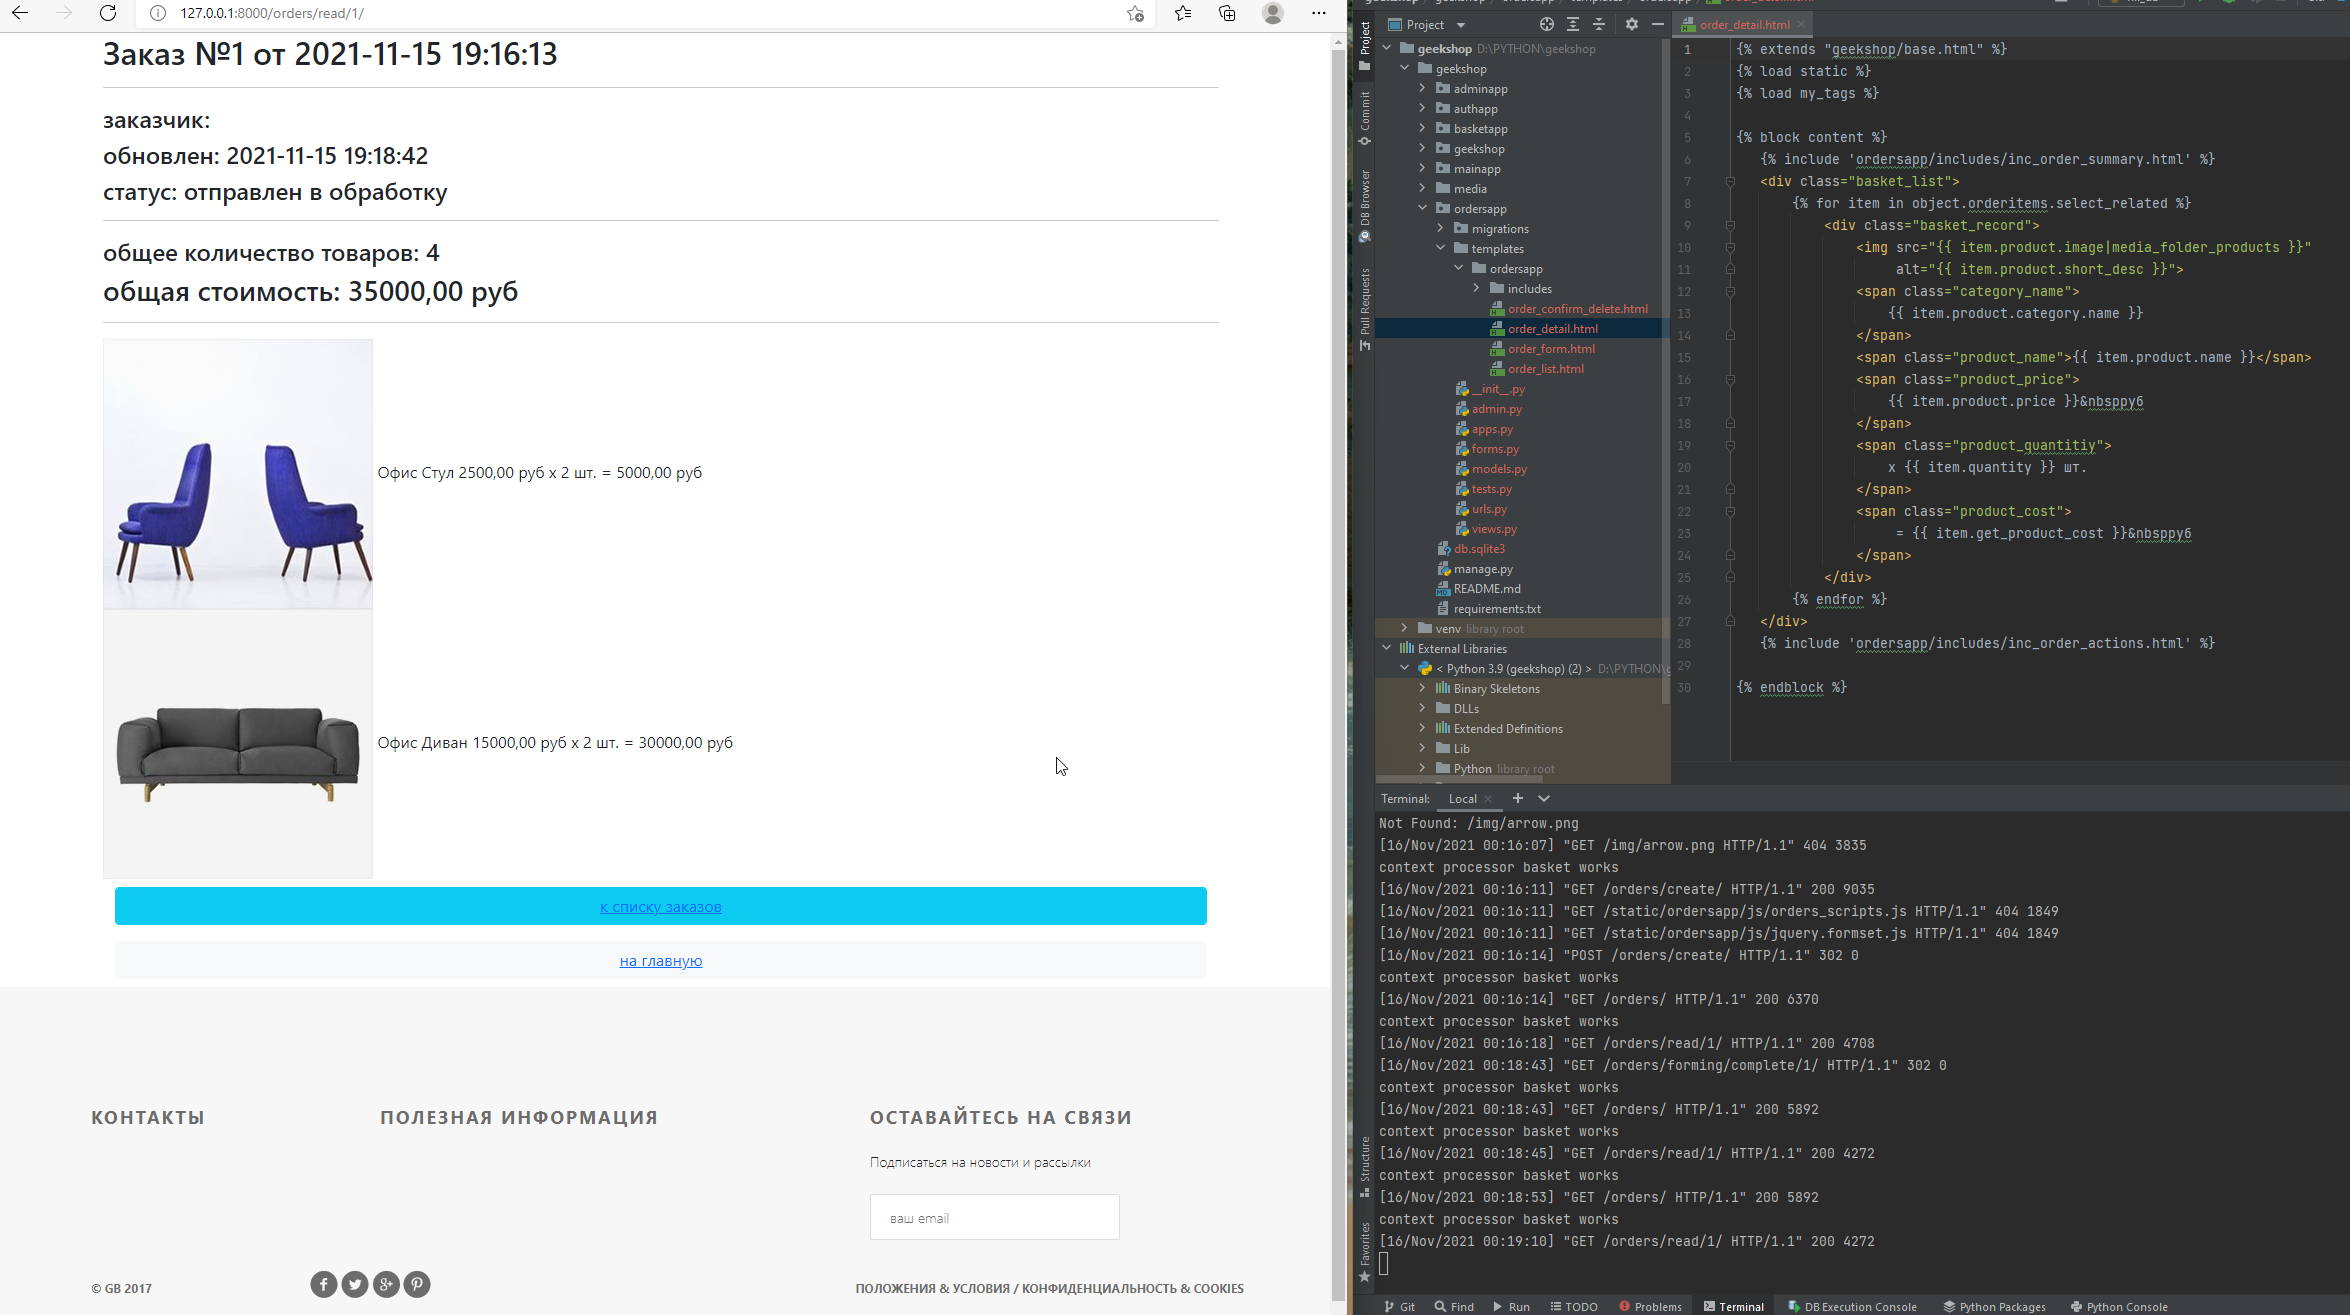 127.0.0.1:8000/orders/read/1/
Заказ №1 от 2021-11-15 19:16:13
заказчик:
обновлен: 2021-11-15 19:18:42
статус: отправлен в обработку
общее количество товаров: 4
общая стоимость: 35000,00 руб
Офис Стул 2500,00 руб x 2 шт. = 5000,00 руб
Офис Диван 15000,00 руб x 2 шт. = 30000,00 руб
к списку заказов
на главную
КОНТАКТЫ
ПОЛЕЗНАЯ ИНФОРМАЦИЯ
ОСТАВАЙТЕСЬ НА СВЯЗИ
Подписаться на новости и рассылки
ваш email
© GB 2017
ПОЛОЖЕНИЯ & УСЛОВИЯ / КОНФИДЕНЦИАЛЬНОСТЬ & COOKIES
Project
Commit
DB Browser
Pull Requests
Structure
Favorites
Project
geekshop D:\PYTHON\geekshop
geekshop
adminapp
authapp
basketapp
geekshop
mainapp
media
ordersapp
migrations
templates
ordersapp
includes
order_confirm_delete.html
order_detail.html
order_form.html
order_list.html
__init__.py
admin.py
apps.py
forms.py
models.py
tests.py
urls.py
views.py
db.sqlite3
manage.py
README.md
requirements.txt
venv library root
External Libraries
< Python 3.9 (geekshop) (2) > D:\PYTHON\
Binary Skeletons
DLLs
Extended Definitions
Lib
Python library root
order_detail.html
1 {% extends "geekshop/base.html" %}
2 {% load static %}
3 {% load my_tags %}
4
5 {% block content %}
6 {% include 'ordersapp/includes/inc_order_summary.html' %}
7 <div class="basket_list">
8 {% for item in object.orderitems.select_related %}
9 <div class="basket_record">
10 <img src="{{ item.product.image|media_folder_products }}"
11 alt="{{ item.product.short_desc }}">
12 <span class="category_name">
13 {{ item.product.category.name }}
14 </span>
15 <span class="product_name">{{ item.product.name }}</span>
16 <span class="product_price">
17 {{ item.product.price }}&nbspру6
18 </span>
19 <span class="product_quantitiy">
20 x {{ item.quantity }} шт.
21 </span>
22 <span class="product_cost">
23 = {{ item.get_product_cost }}&nbspру6
24 </span>
25 </div>
26 {% endfor %}
27 </div>
28 {% include 'ordersapp/includes/inc_order_actions.html' %}
29
30 {% endblock %}
Terminal: Local
Not Found: /img/arrow.png
[16/Nov/2021 00:16:07] "GET /img/arrow.png HTTP/1.1" 404 3835
context processor basket works
[16/Nov/2021 00:16:11] "GET /orders/create/ HTTP/1.1" 200 9035
[16/Nov/2021 00:16:11] "GET /static/ordersapp/js/orders_scripts.js HTTP/1.1" 404 1849
[16/Nov/2021 00:16:11] "GET /static/ordersapp/js/jquery.formset.js HTTP/1.1" 404 1849
[16/Nov/2021 00:16:14] "POST /orders/create/ HTTP/1.1" 302 0
context processor basket works
[16/Nov/2021 00:16:14] "GET /orders/ HTTP/1.1" 200 6370
context processor basket works
[16/Nov/2021 00:16:18] "GET /orders/read/1/ HTTP/1.1" 200 4708
[16/Nov/2021 00:18:43] "GET /orders/forming/complete/1/ HTTP/1.1" 302 0
context processor basket works
[16/Nov/2021 00:18:43] "GET /orders/ HTTP/1.1" 200 5892
context processor basket works
[16/Nov/2021 00:18:45] "GET /orders/read/1/ HTTP/1.1" 200 4272
context processor basket works
[16/Nov/2021 00:18:53] "GET /orders/ HTTP/1.1" 200 5892
context processor basket works
[16/Nov/2021 00:19:10] "GET /orders/read/1/ HTTP/1.1" 200 4272
Git Find Run TODO Problems Terminal DB Execution Console Python Packages Python Console